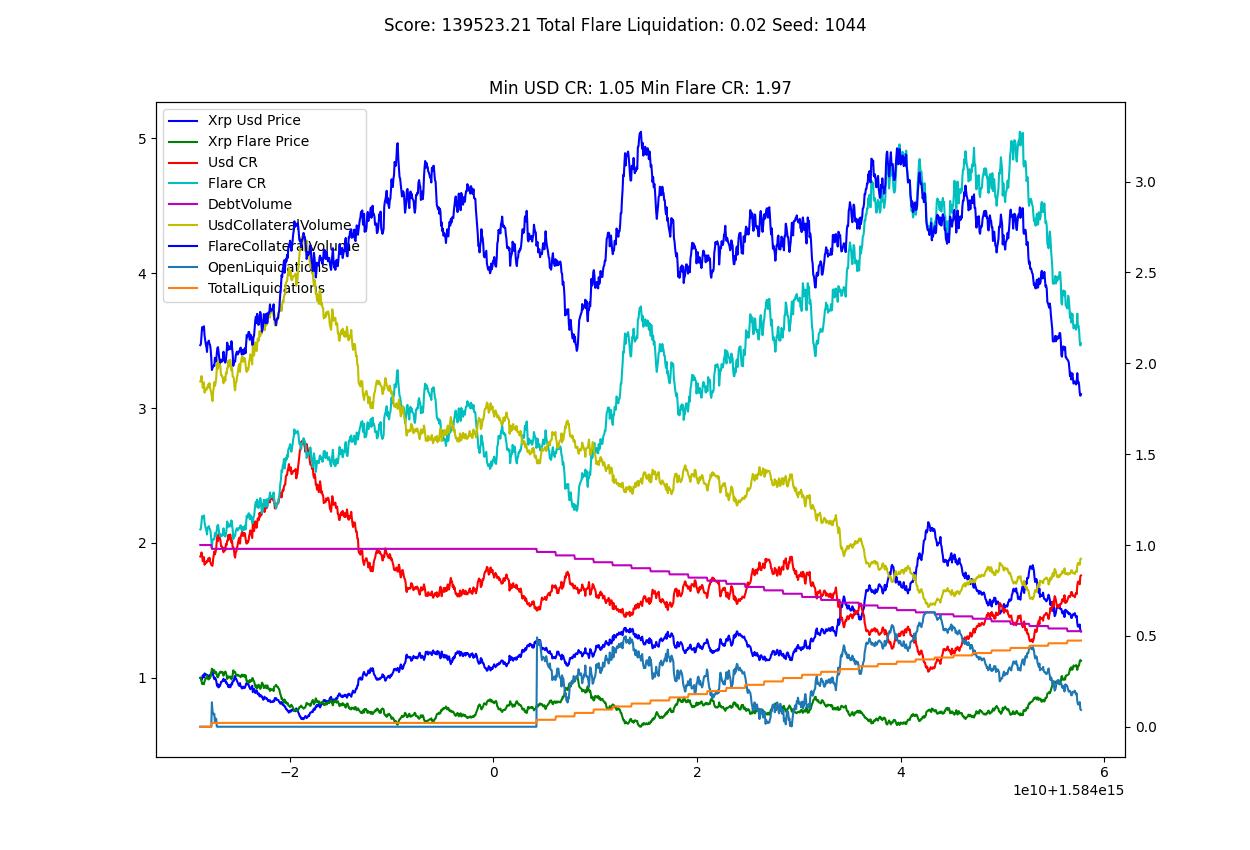 Score: 139523.21 Total Flare Liquidation: 0.02 Seed: 1044
Min USD CR: 1.05 Min Flare CR: 1.97
Xrp Usd Price
Xrp Flare Price
Usd CR
Flare CR
DebtVolume
UsdCollateralVolume
FlareCollateralVolume
OpenLiquidations
TotalLiquidations
5
4
3
2
1
3.0
2.5
2.0
1.5
1.0
0.5
0.0
−2
0
2
4
6
1e10+1.584e15